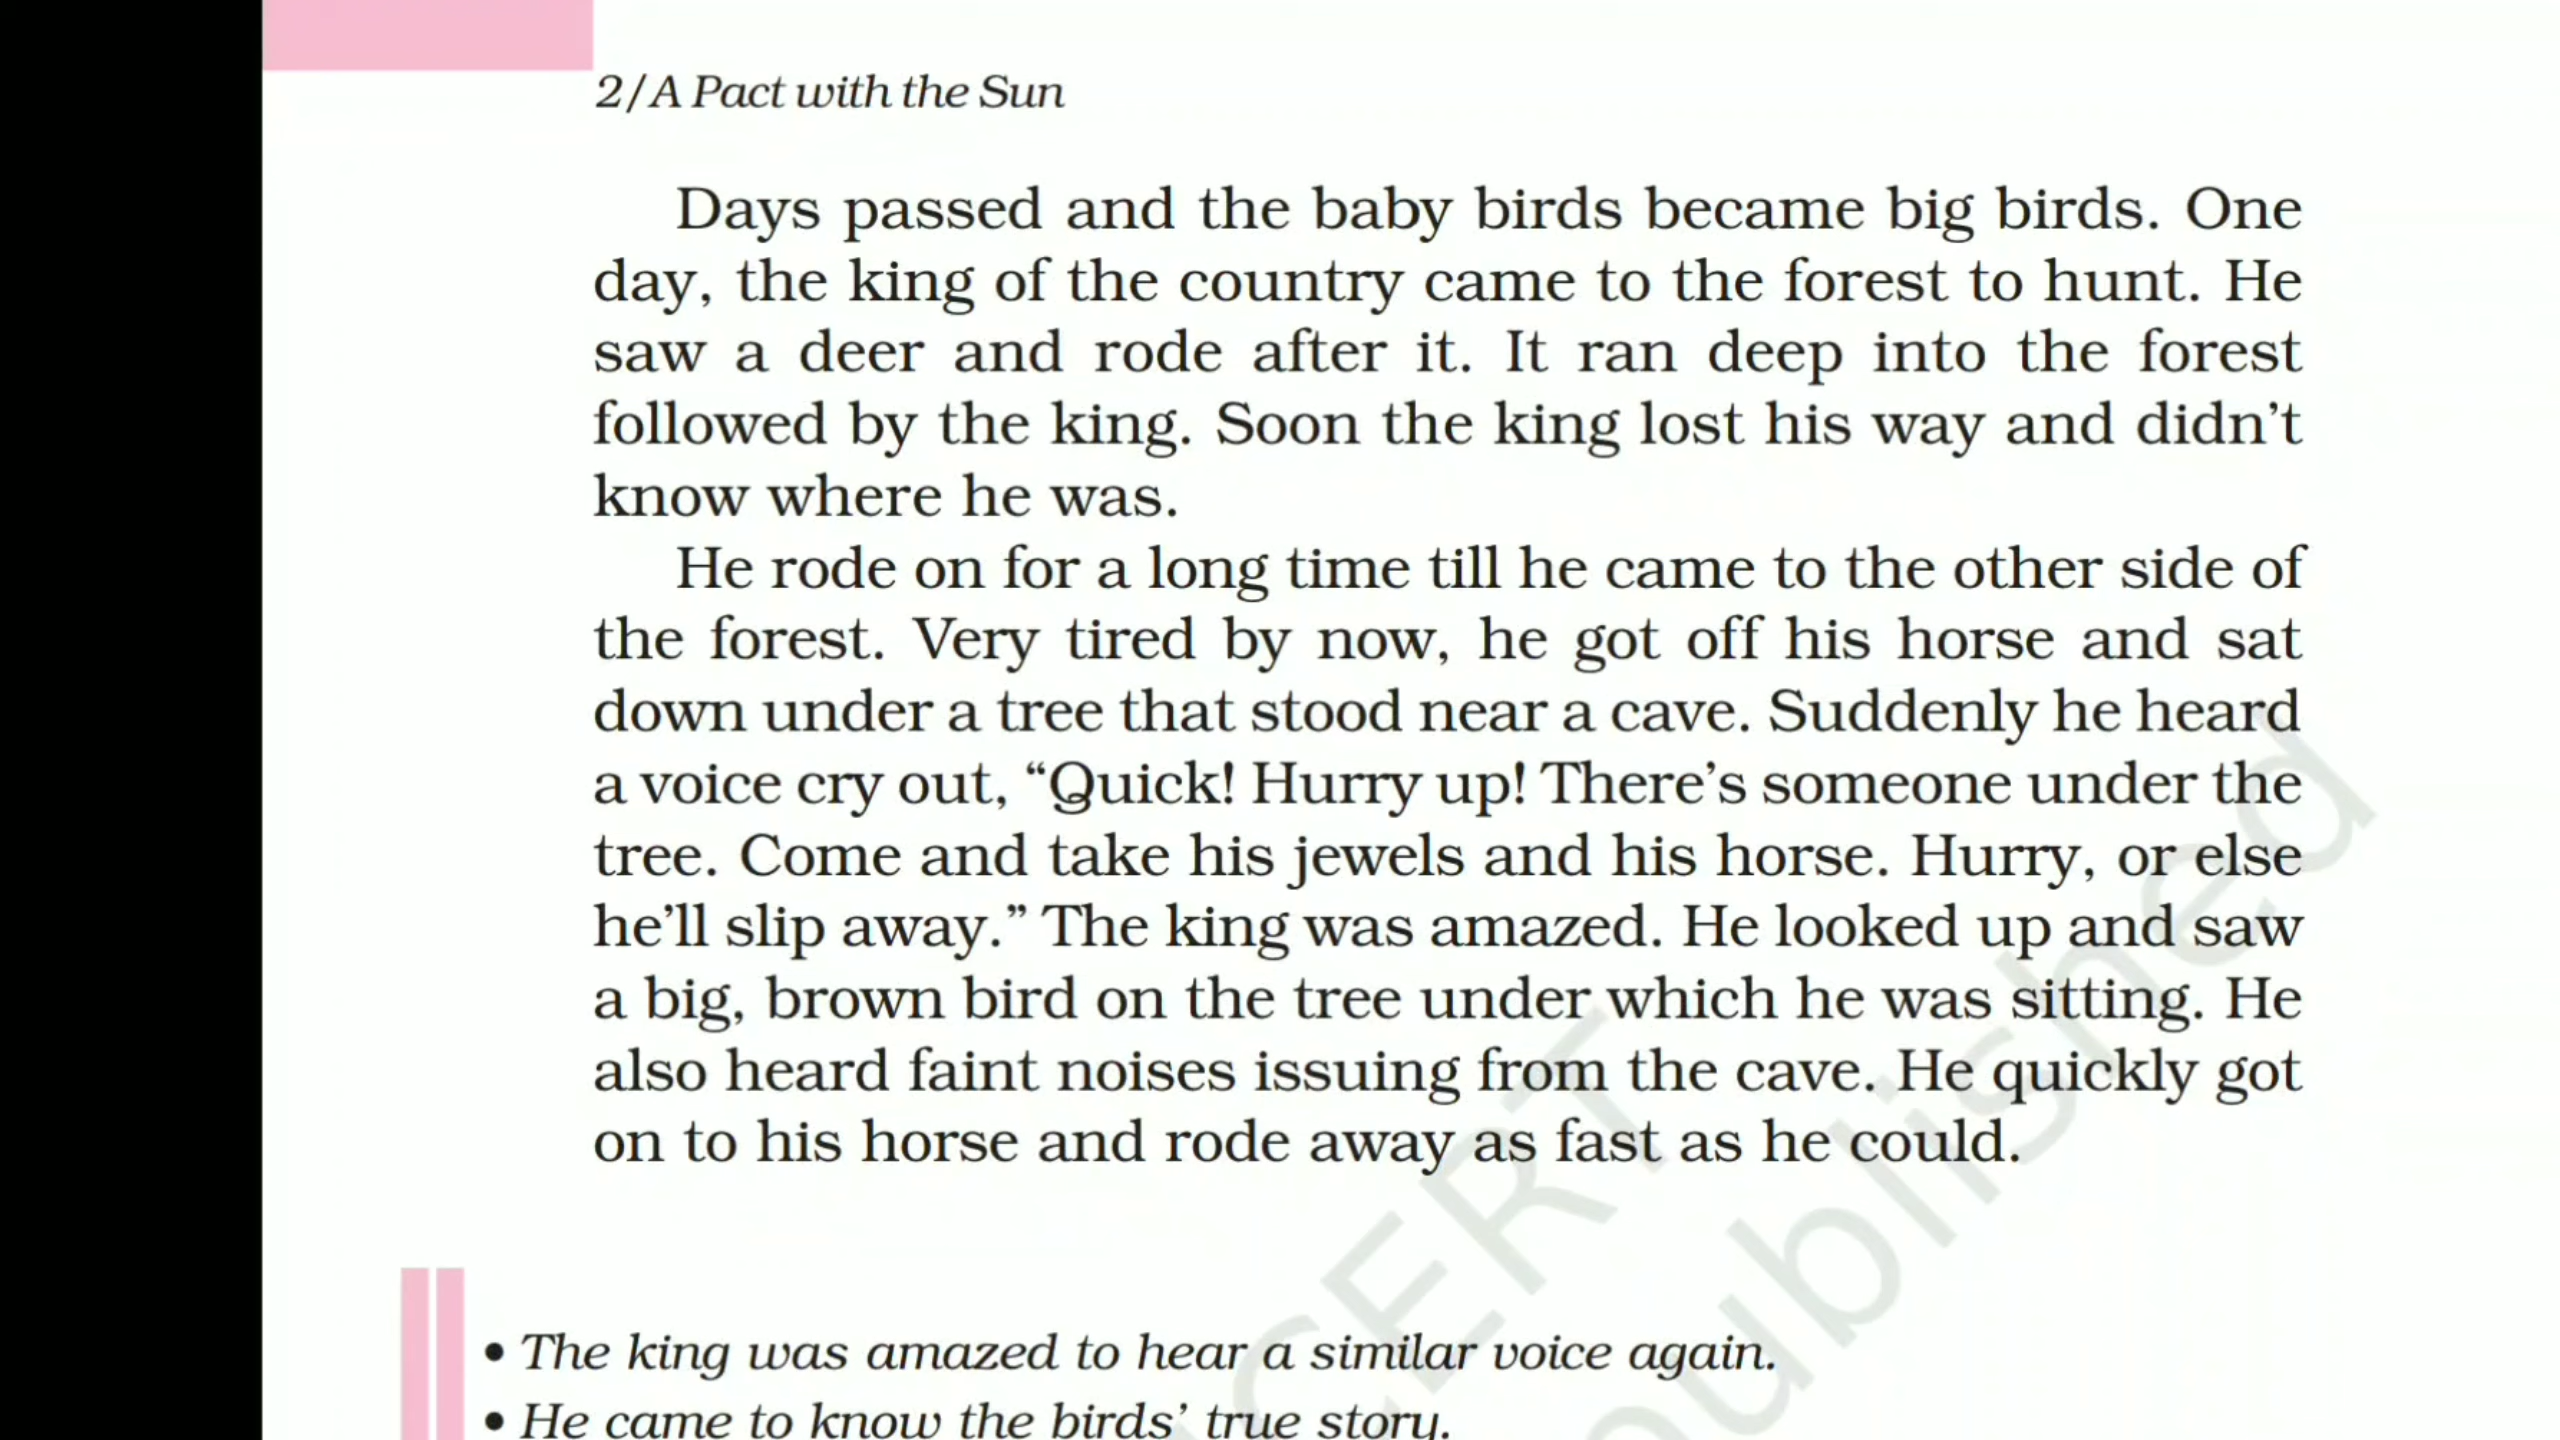 2/A Pact with the Sun
Days passed and the baby birds became big birds. One
day, the king of the country came to the forest to hunt. He
saw a deer and rode after it. It ran deep into the forest
followed by the king. Soon the king lost his way and didn’t
know where he was.
He rode on for a long time till he came to the other side of
the forest. Very tired by now, he got off his horse and sat
down under a tree that stood near a cave. Suddenly he heard
a voice cry out, “Quick! Hurry up! There’s someone under the
tree. Come and take his jewels and his horse. Hurry, or else
he’ll slip away.” The king was amazed. He looked up and saw
a big, brown bird on the tree under which he was sitting. He
also heard faint noises issuing from the cave. He quickly got
on to his horse and rode away as fast as he could.
• The king was amazed to hear a similar voice again.
• He came to know the birds’ true story.
CERT
published